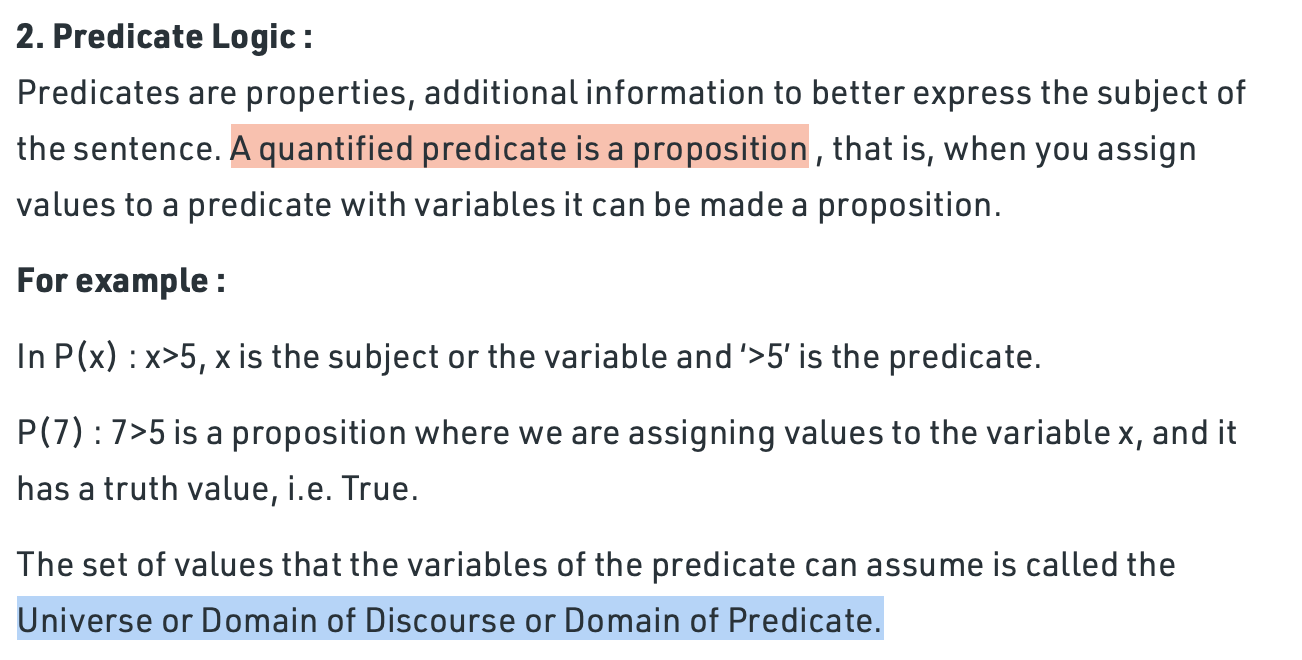 2. Predicate Logic :
Predicates are properties, additional information to better express the subject of
the sentence. A quantified predicate is a proposition , that is, when you assign
values to a predicate with variables it can be made a proposition.
For example :
In P(x) : x>5, x is the subject or the variable and ‘>5’ is the predicate.
P(7) : 7>5 is a proposition where we are assigning values to the variable x, and it
has a truth value, i.e. True.
The set of values that the variables of the predicate can assume is called the
Universe or Domain of Discourse or Domain of Predicate.